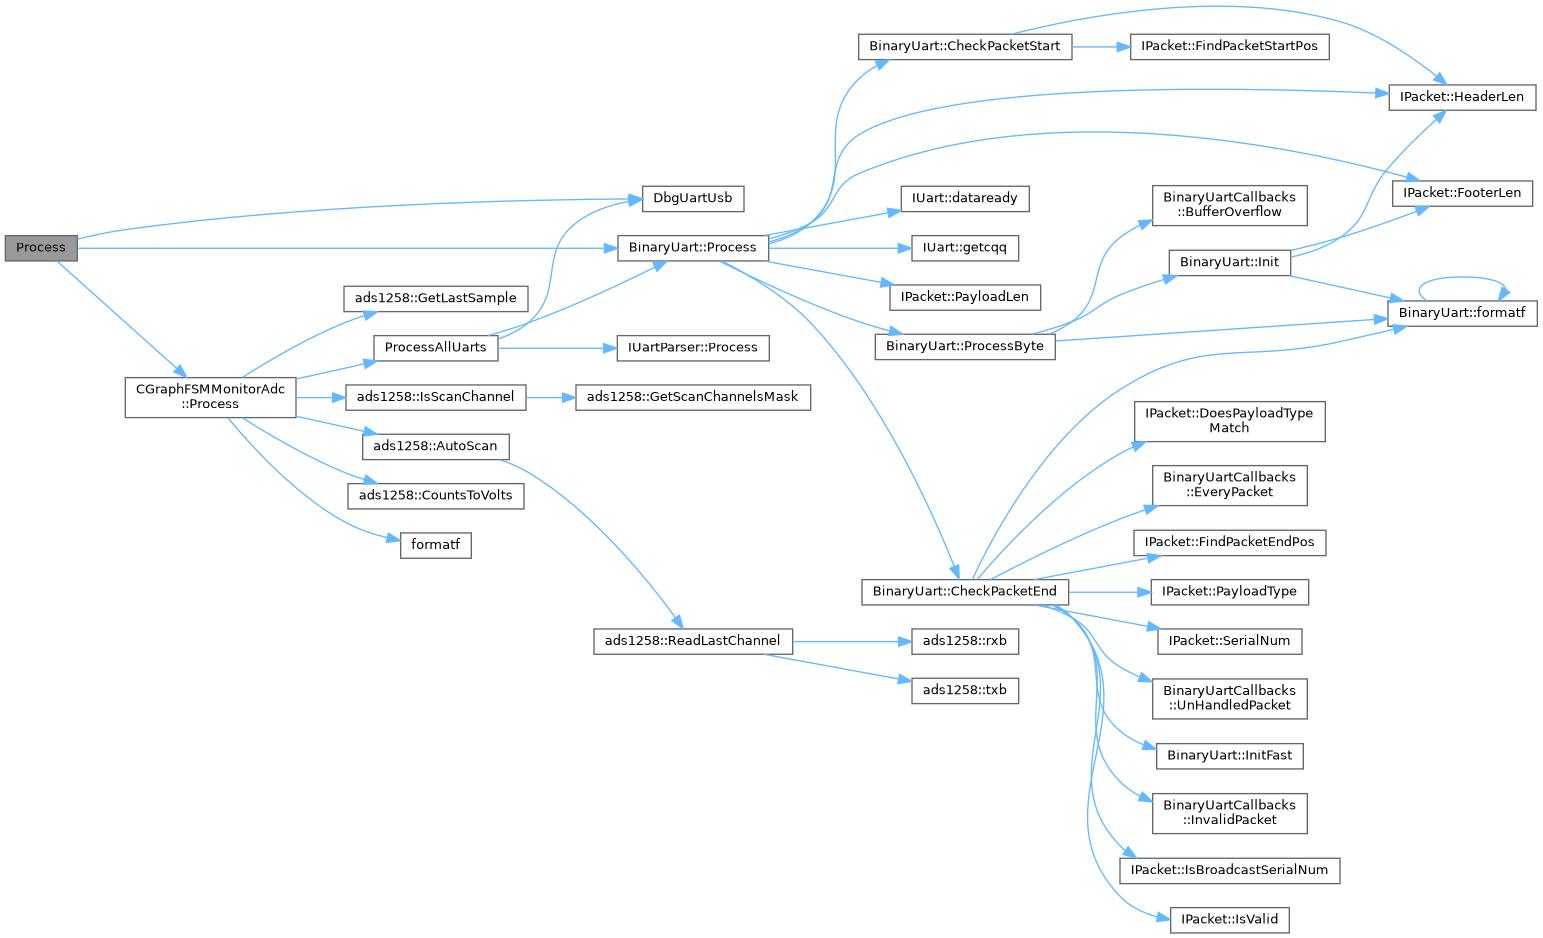 Process
CGraphFSMMonitorAdc
::Process
ads1258::GetLastSample
ProcessAllUarts
ads1258::IsScanChannel
ads1258::AutoScan
ads1258::CountsToVolts
formatf
DbgUartUsb
BinaryUart::Process
IUartParser::Process
ads1258::GetScanChannelsMask
ads1258::ReadLastChannel
BinaryUart::CheckPacketStart
IUart::dataready
IUart::getcqq
IPacket::PayloadLen
BinaryUart::ProcessByte
BinaryUart::CheckPacketEnd
ads1258::rxb
ads1258::txb
IPacket::FindPacketStartPos
BinaryUartCallbacks
::BufferOverflow
BinaryUart::Init
IPacket::DoesPayloadType
Match
BinaryUartCallbacks
::EveryPacket
IPacket::FindPacketEndPos
IPacket::PayloadType
IPacket::SerialNum
BinaryUartCallbacks
::UnHandledPacket
BinaryUart::InitFast
BinaryUartCallbacks
::InvalidPacket
IPacket::IsBroadcastSerialNum
IPacket::IsValid
IPacket::HeaderLen
IPacket::FooterLen
BinaryUart::formatf